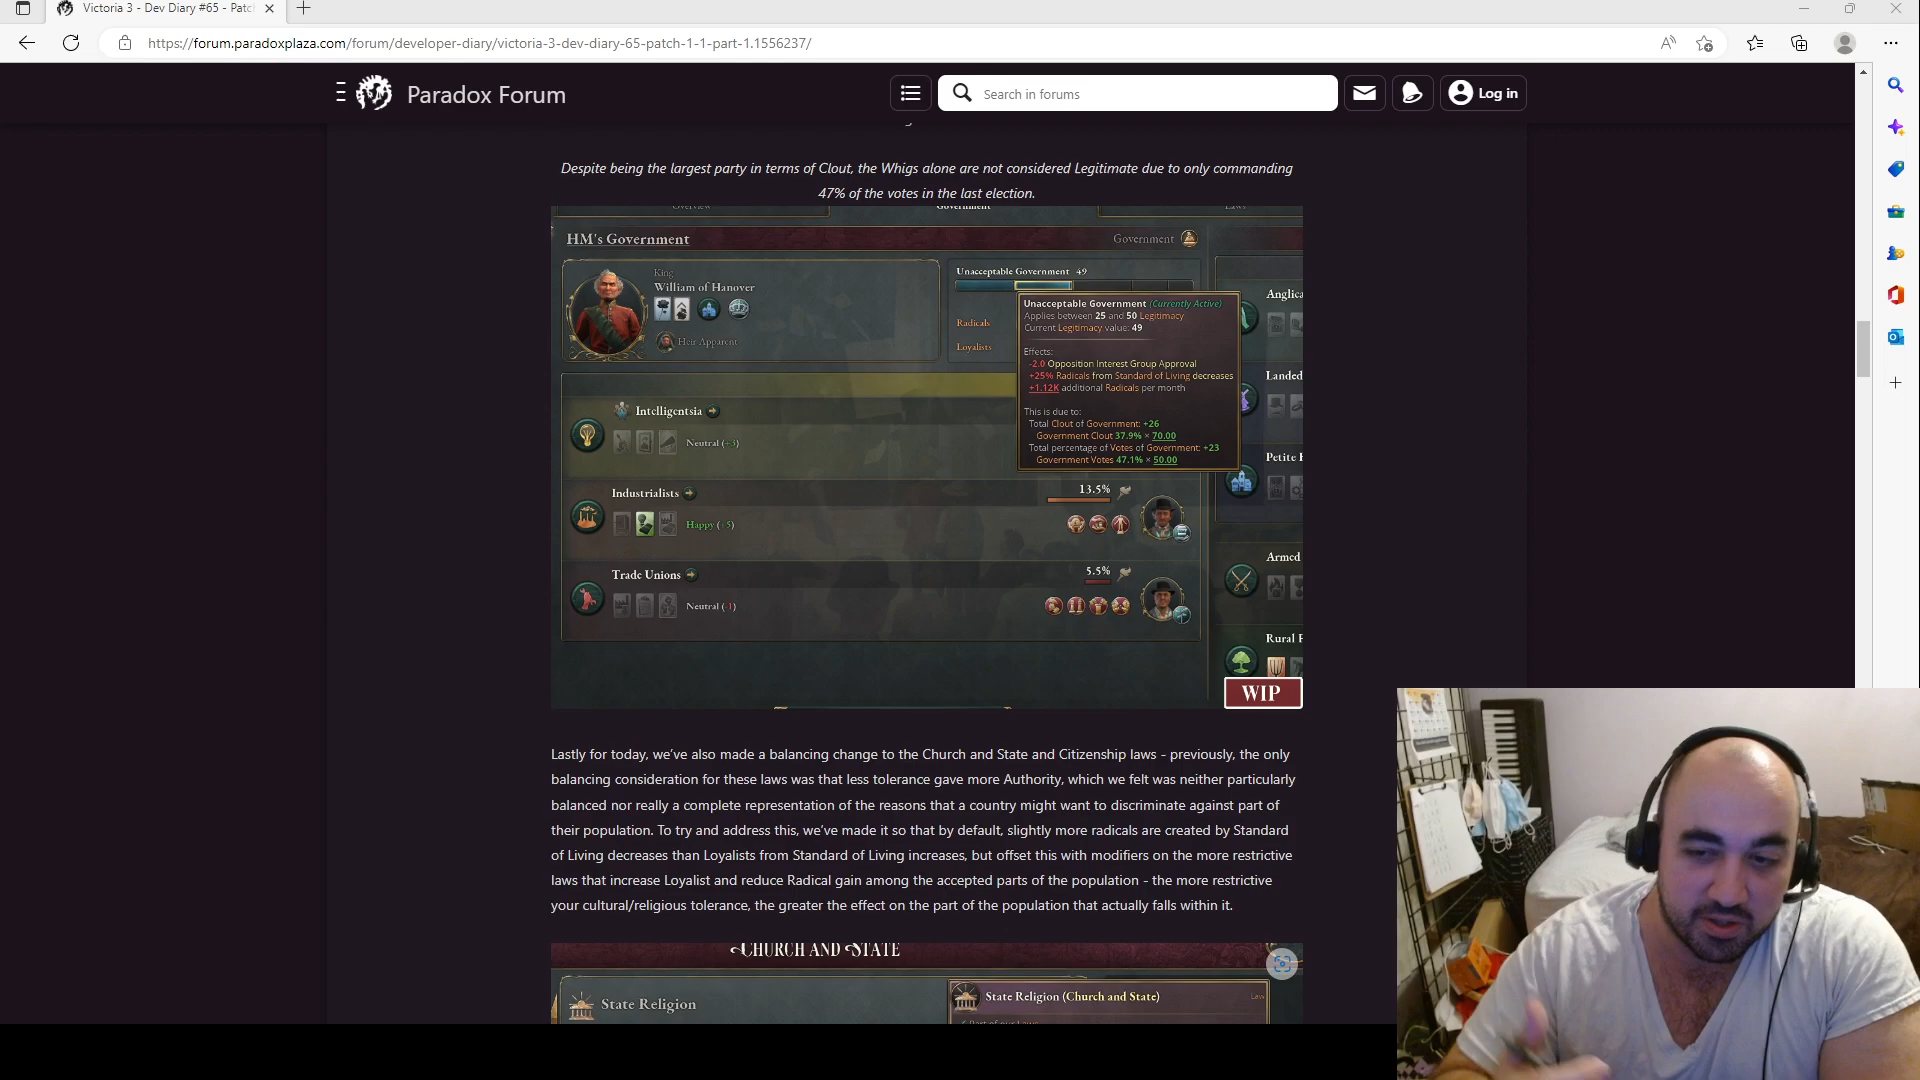 Victoria 3 - Dev Diary #65 - Patc
https://forum.paradoxplaza.com/forum/developer-diary/victoria-3-dev-diary-65-patch-1-1-part-1.1556237/
Paradox Forum
Search in forums
Log in
Despite being the largest party in terms of Clout, the Whigs alone are not considered Legitimate due to only commanding
47% of the votes in the last election.
Overview
Government
Laws
HM's Government
Government
King
William of Hanover
Heir Apparent
Unacceptable Government 49
Radicals
Loyalists
Unacceptable Government (Currently Active)
Applies between 25 and 50 Legitimacy
Current Legitimacy value: 49
Effects:
-2.0 Opposition Interest Group Approval
+25% Radicals from Standard of Living decreases
+1.12K additional Radicals per month
This is due to:
Total Clout of Government: +26
Government Clout 37.9% × 70.00
Total percentage of Votes of Government: +23
Government Votes 47.1% × 50.00
Intelligentsia
Neutral (+3)
Industrialists
13.5%
Happy (+5)
Trade Unions
5.5%
Neutral (-1)
Anglica
Landed
Petite
Armed
Rural F
WIP
Lastly for today, we've also made a balancing change to the Church and State and Citizenship laws - previously, the only
balancing consideration for these laws was that less tolerance gave more Authority, which we felt was neither particularly
balanced nor really a complete representation of the reasons that a country might want to discriminate against part of
their population. To try and address this, we've made it so that by default, slightly more radicals are created by Standard
of Living decreases than Loyalists from Standard of Living increases, but offset this with modifiers on the more restrictive
laws that increase Loyalist and reduce Radical gain among the accepted parts of the population - the more restrictive
your cultural/religious tolerance, the greater the effect on the part of the population that actually falls within it.
CHURCH AND STATE
State Religion
State Religion (Church and State)
Law